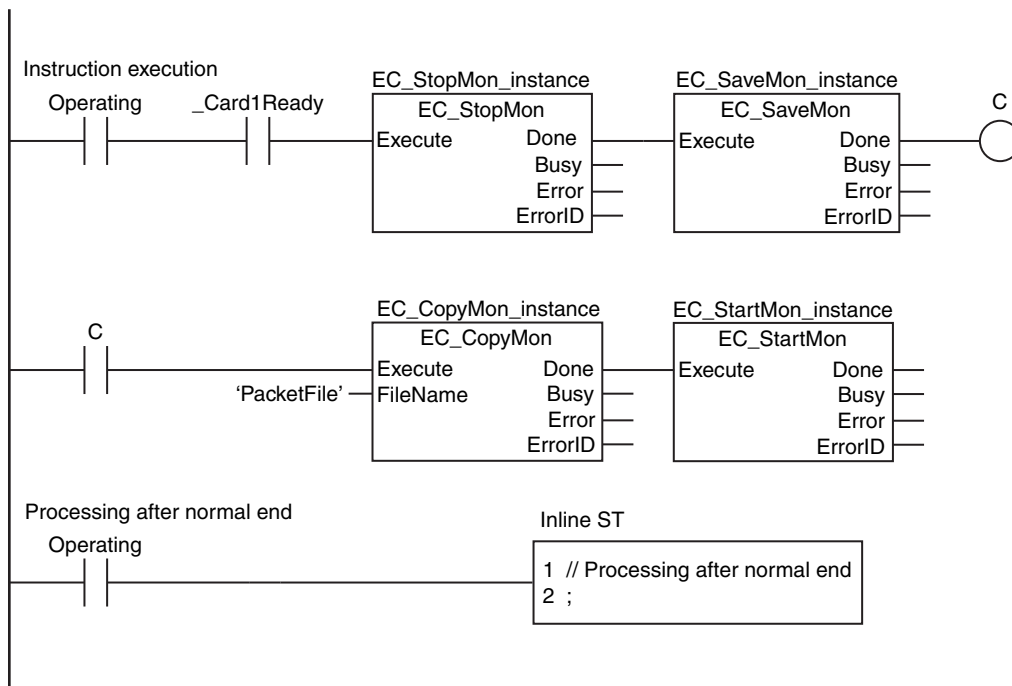 Instruction execution
Operating
_Card1Ready
EC_StopMon_instance
EC_StopMon
Execute
Done
Busy
Error
ErrorID
EC_SaveMon_instance
EC_SaveMon
Execute
Done
Busy
Error
ErrorID
C
C
EC_CopyMon_instance
EC_CopyMon
Execute
Done
‘PacketFile’
FileName
Busy
Error
ErrorID
EC_StartMon_instance
EC_StartMon
Execute
Done
Busy
Error
ErrorID
Processing after normal end
Operating
Inline ST
1 // Processing after normal end
2 ;